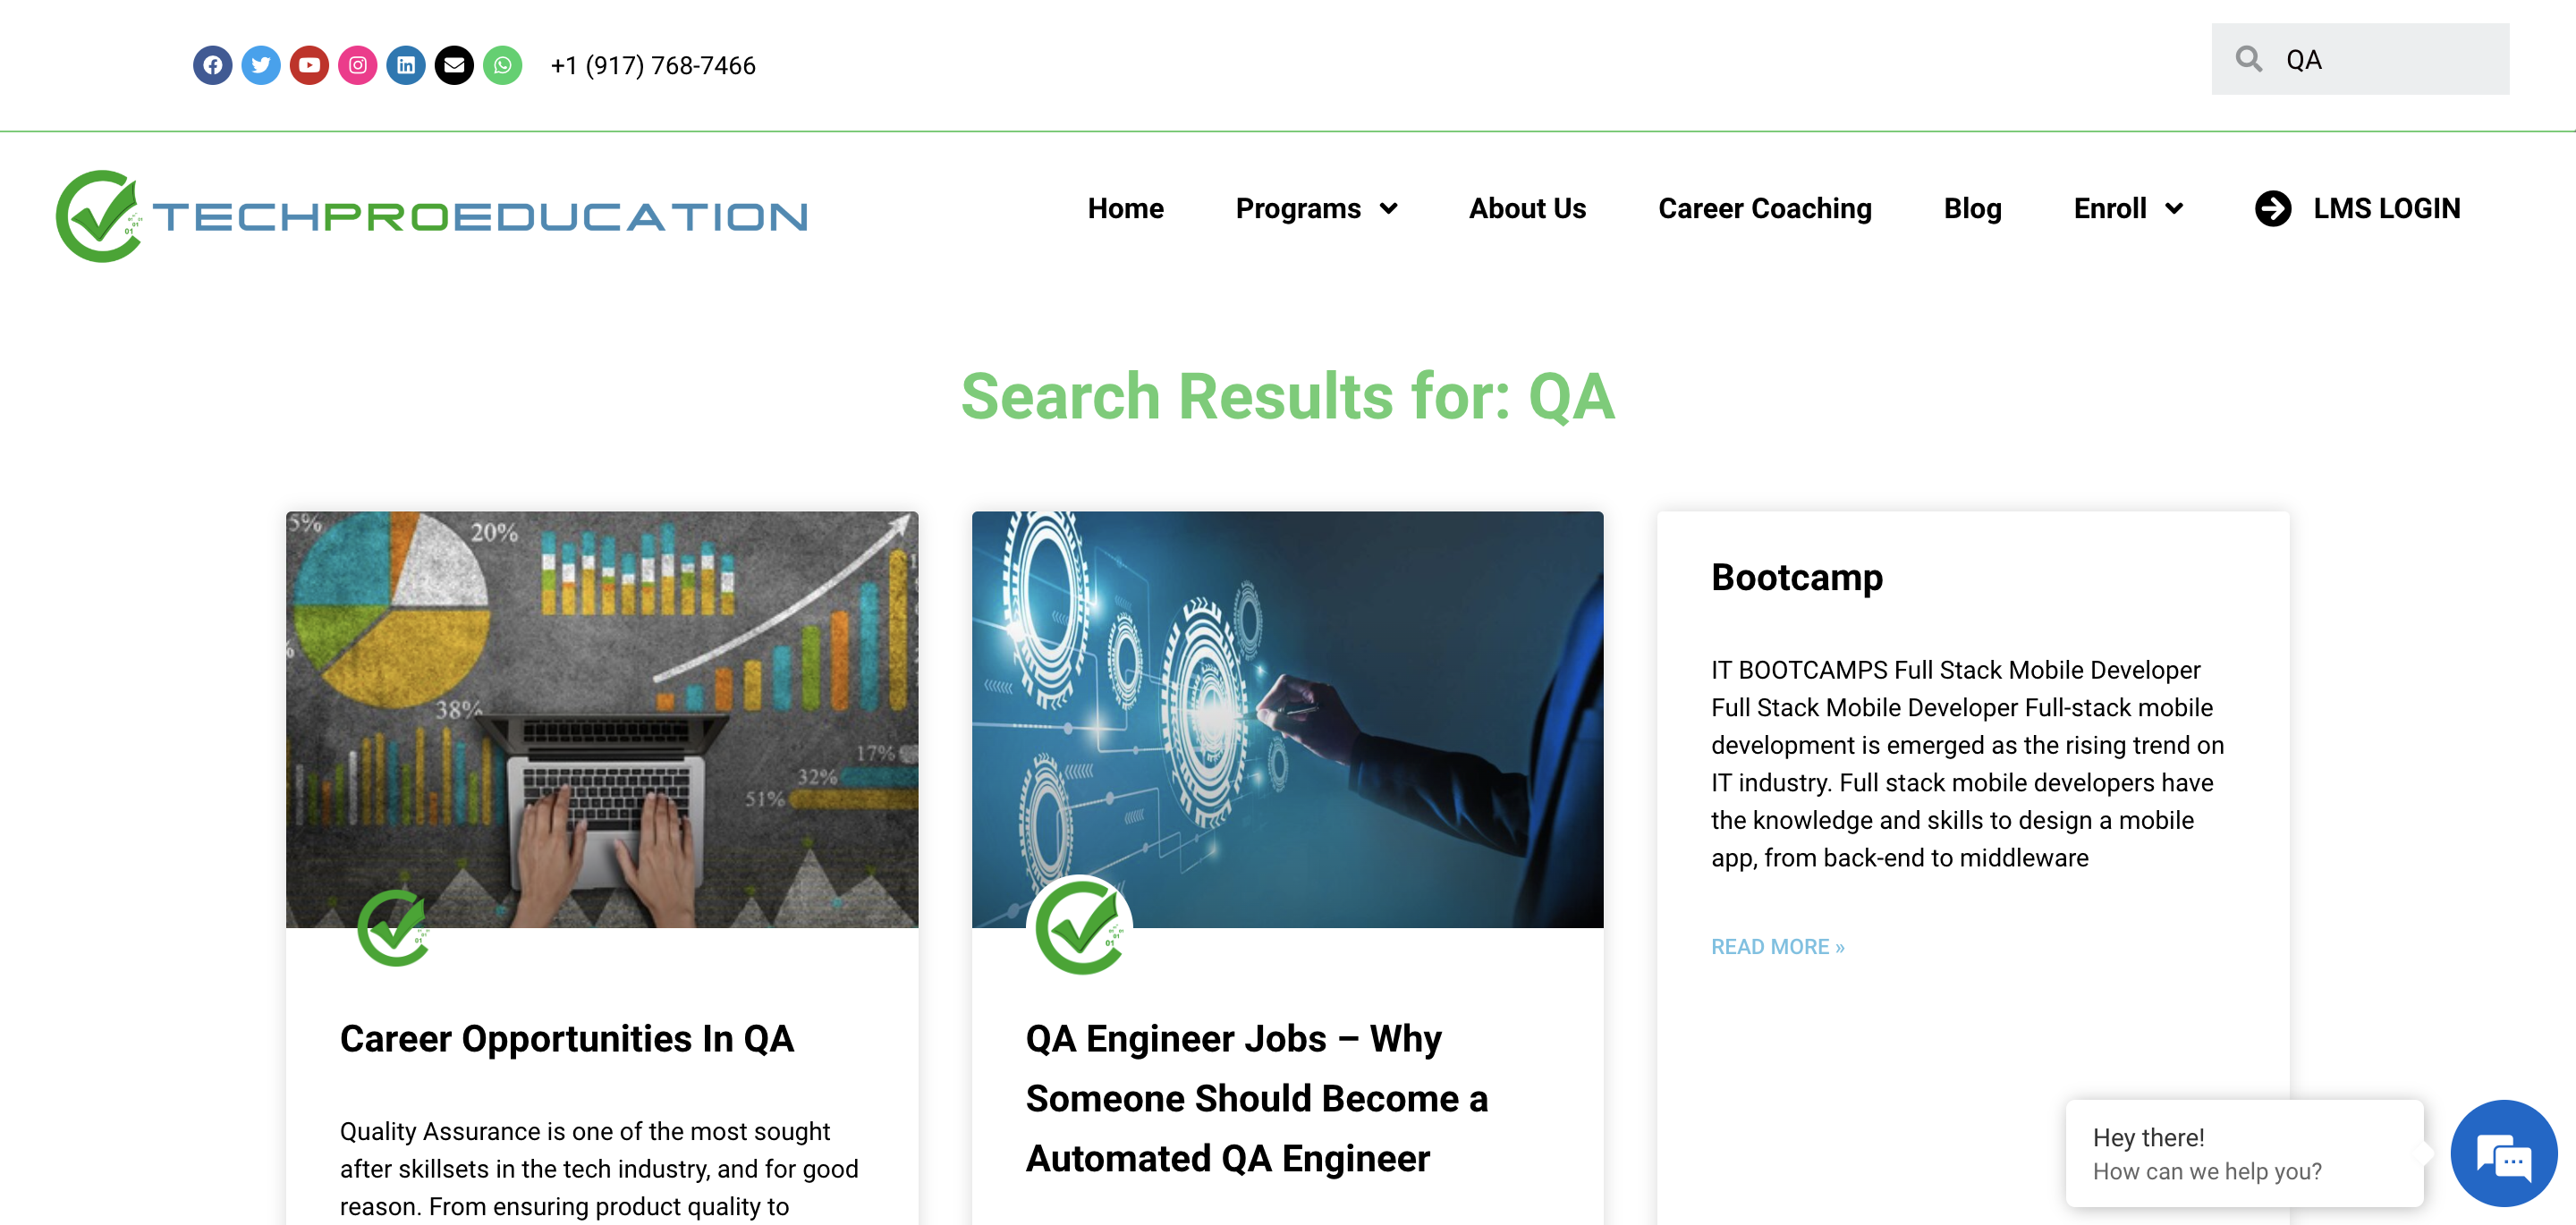 +1 (917) 768-7466
QA
TECHPROEDUCATION
Home
Programs
About Us
Career Coaching
Blog
Enroll
LMS LOGIN
Search Results for: QA
5%
20%
38%
17%
32%
51%
01
Career Opportunities In QA
Quality Assurance is one of the most sought
after skillsets in the tech industry, and for good
reason. From ensuring product quality to
01
QA Engineer Jobs – Why
Someone Should Become a
Automated QA Engineer
Bootcamp
IT BOOTCAMPS Full Stack Mobile Developer
Full Stack Mobile Developer Full-stack mobile
development is emerged as the rising trend on
IT industry. Full stack mobile developers have
the knowledge and skills to design a mobile
app, from back-end to middleware
READ MORE »
Hey there!
How can we help you?